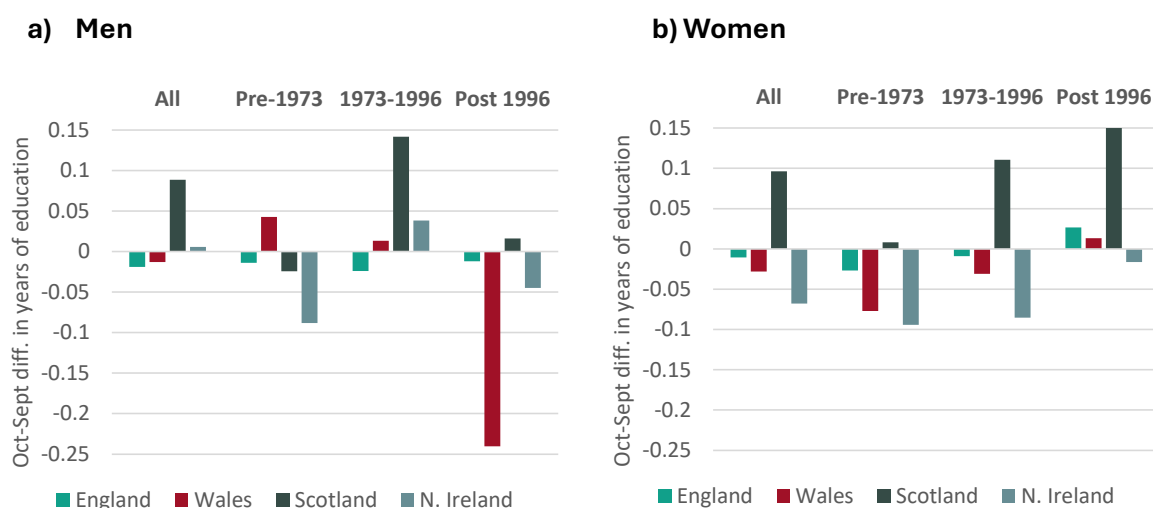 a) Men
All Pre-1973 1973-1996 Post 1996
Oct-Sept diff. in years of education
0.15
0.1
0.05
0
-0.05
-0.1
-0.15
-0.2
-0.25
England Wales Scotland N. Ireland
b) Women
All Pre-1973 1973-1996 Post 1996
Oct-Sept diff. in years of education
0.15
0.1
0.05
0
-0.05
-0.1
-0.15
-0.2
-0.25
England Wales Scotland N. Ireland